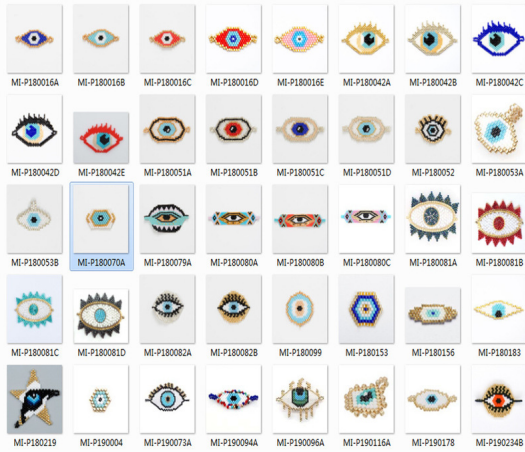 MI-P180016A MI-P180016B MI-P180016C MI-P180016D MI-P180016E MI-P180042A MI-P180042B MI-P180042C
MI-P180042D MI-P180042E MI-P180051A MI-P180051B MI-P180051C MI-P180051D MI-P180052 MI-P180053A
MI-P180053B MI-P180070A MI-P180079A MI-P180080A MI-P180080B MI-P180080C MI-P180081A MI-P180081B
MI-P180081C MI-P180081D MI-P180082A MI-P180082B MI-P180099 MI-P180153 MI-P180156 MI-P180183
MI-P180219 MI-P190004 MI-P190073A MI-P190094A MI-P190096A MI-P190116A MI-P190178 MI-P190234B